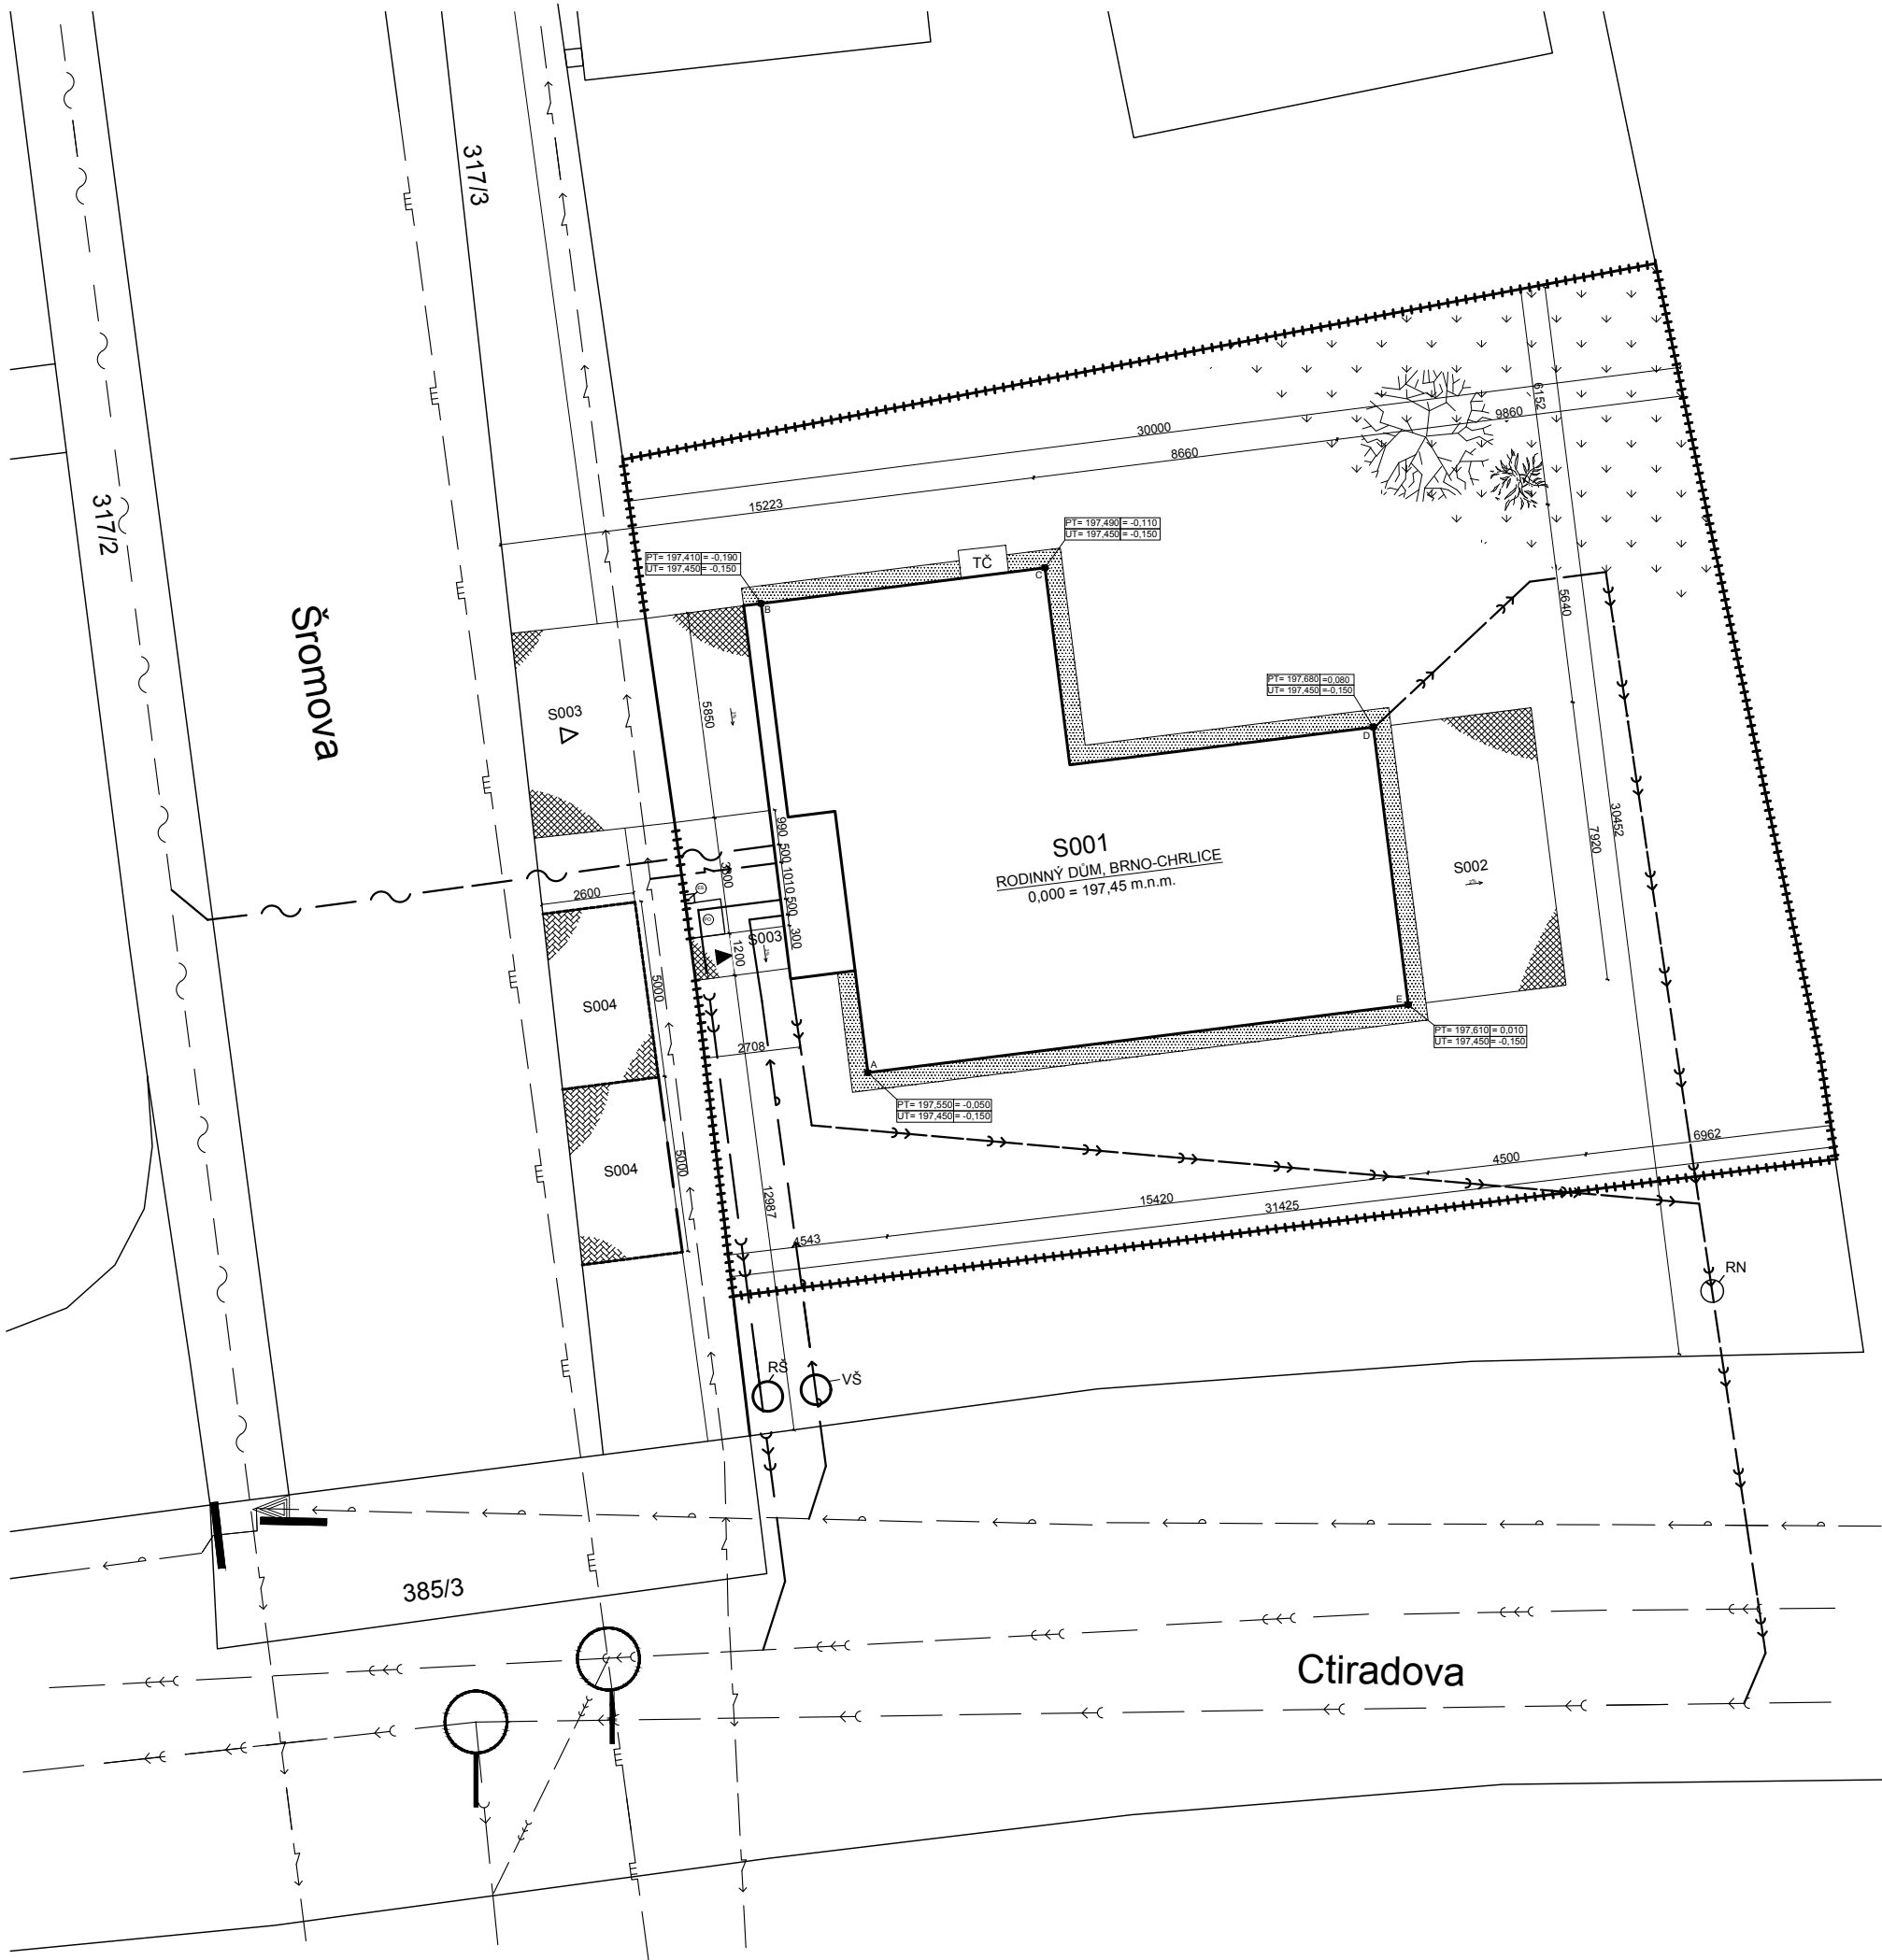 317/3
30000
6152
9860
8660
317/2
15223
PT= 197,490 = -0,110
UT= 197,450 = -0,150
PT= 197,410 = -0,190
UT= 197,450 = -0,150
TČ
C
B
5640
Šromova
PT= 197,680 =0,080
UT= 197,450 =-0,150
S003
5850
D
990
500
1010
500
300
30452
7920
S001
RODINNÝ DŮM, BRNO-CHRLICE
0,000 = 197,45 m.n.m.
S002
2600
S003
1200
5000
S004
E
PT= 197,610 = 0,010
UT= 197,450 = -0,150
2708
A
PT= 197,550 = -0,050
UT= 197,450 = -0,150
6962
4500
5000
S004
12987
15420
31425
4543
RN
RŠ
VŠ
385/3
Ctiradova